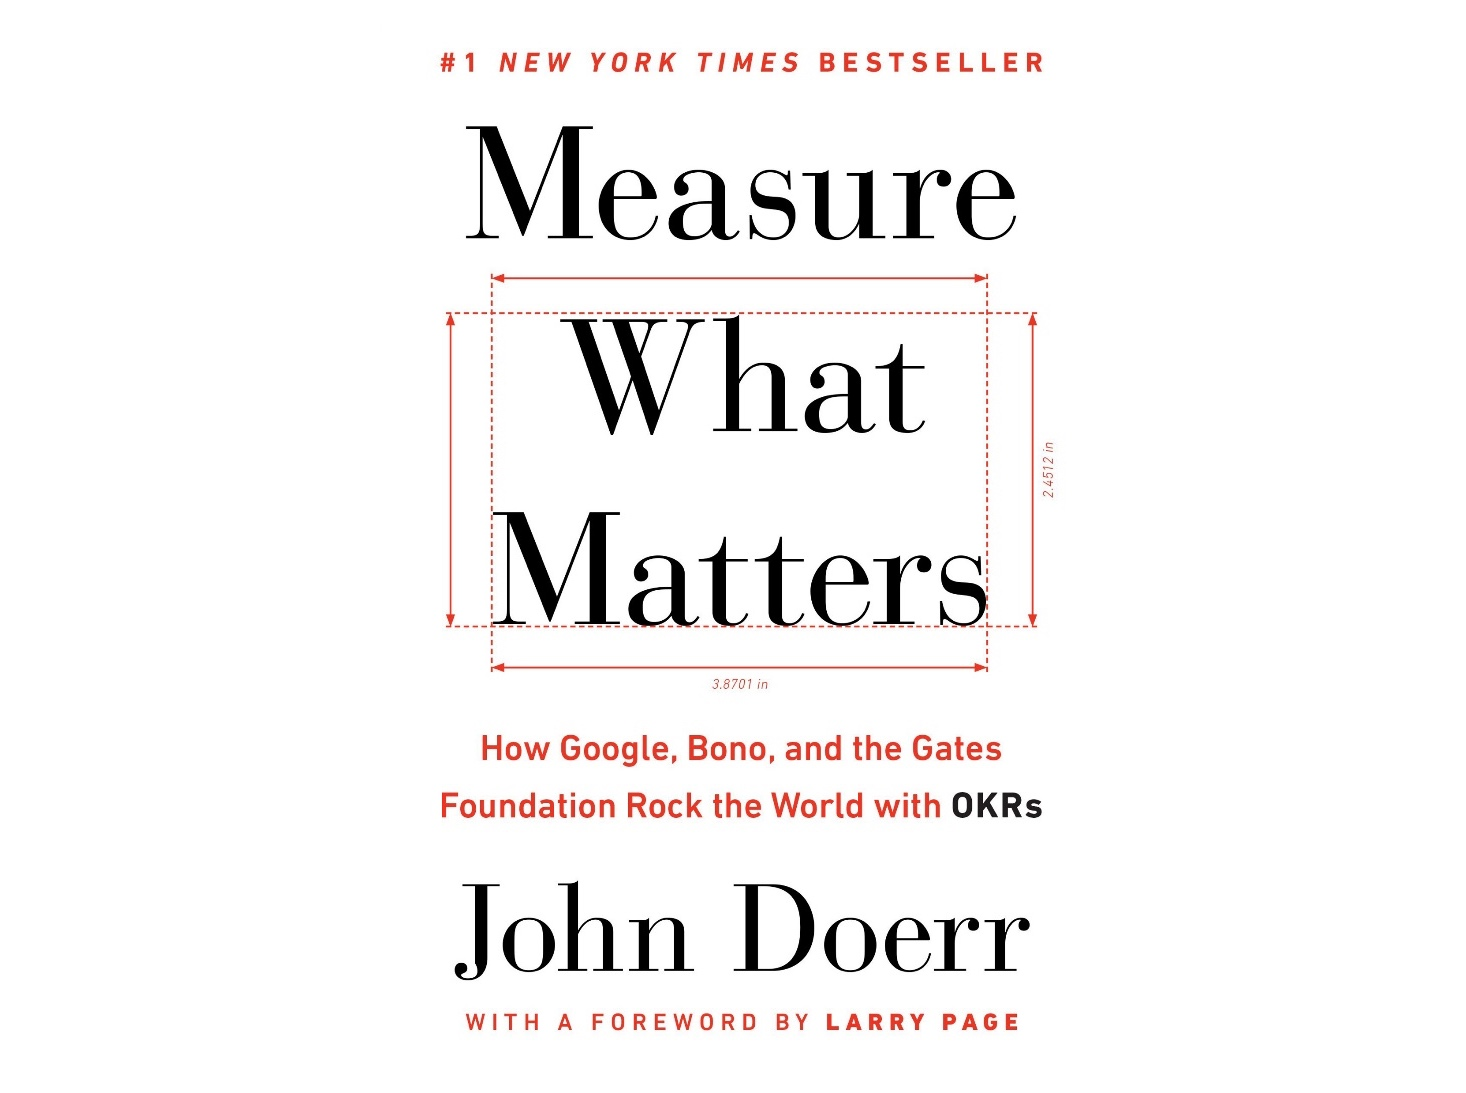 #1 NEW YORK TIMES BESTSELLER
Measure
What
2.4512 in
Matters
3.8701 in
How Google, Bono, and the Gates
Foundation Rock the World with OKRs
John Doerr
WITH A FOREWORD BY LARRY PAGE